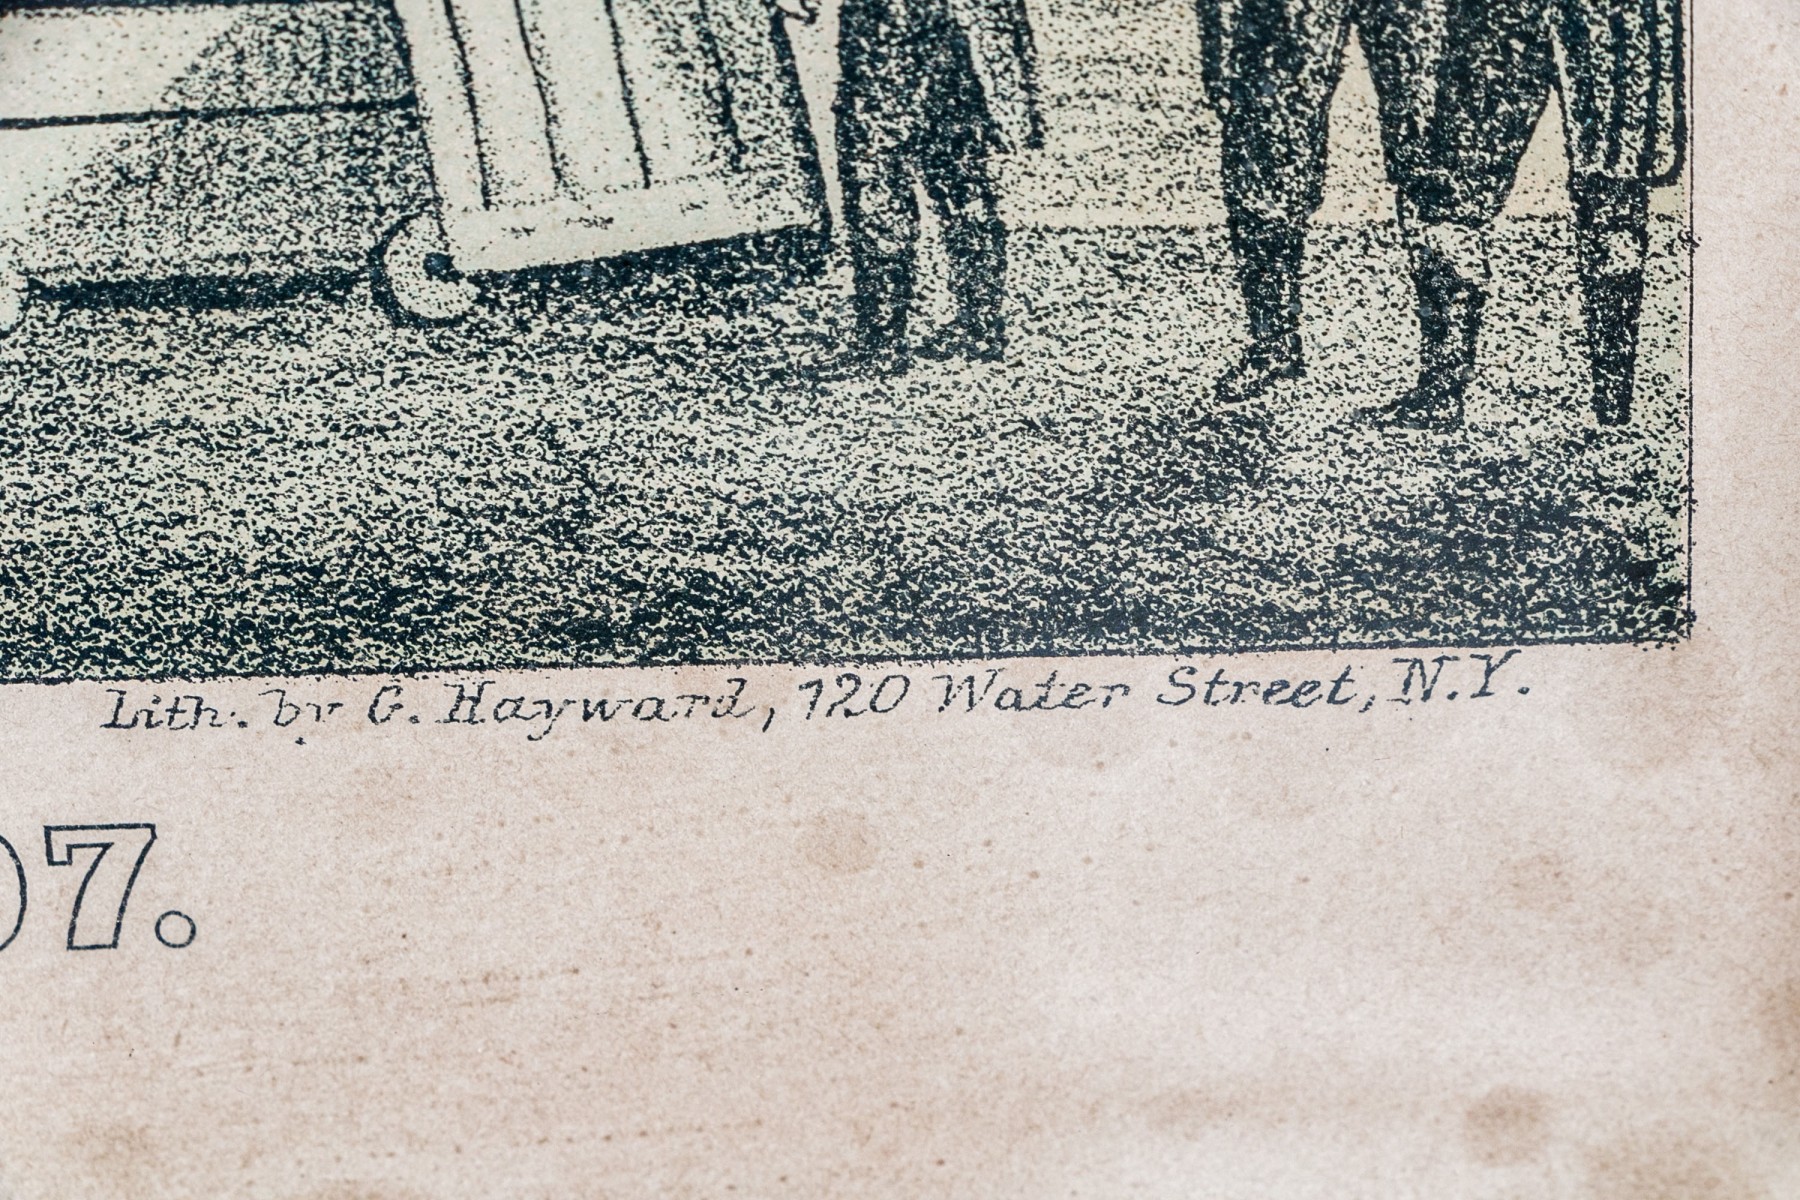 Lith. by G. Hayward, 120 Water Street, N.Y.
07.